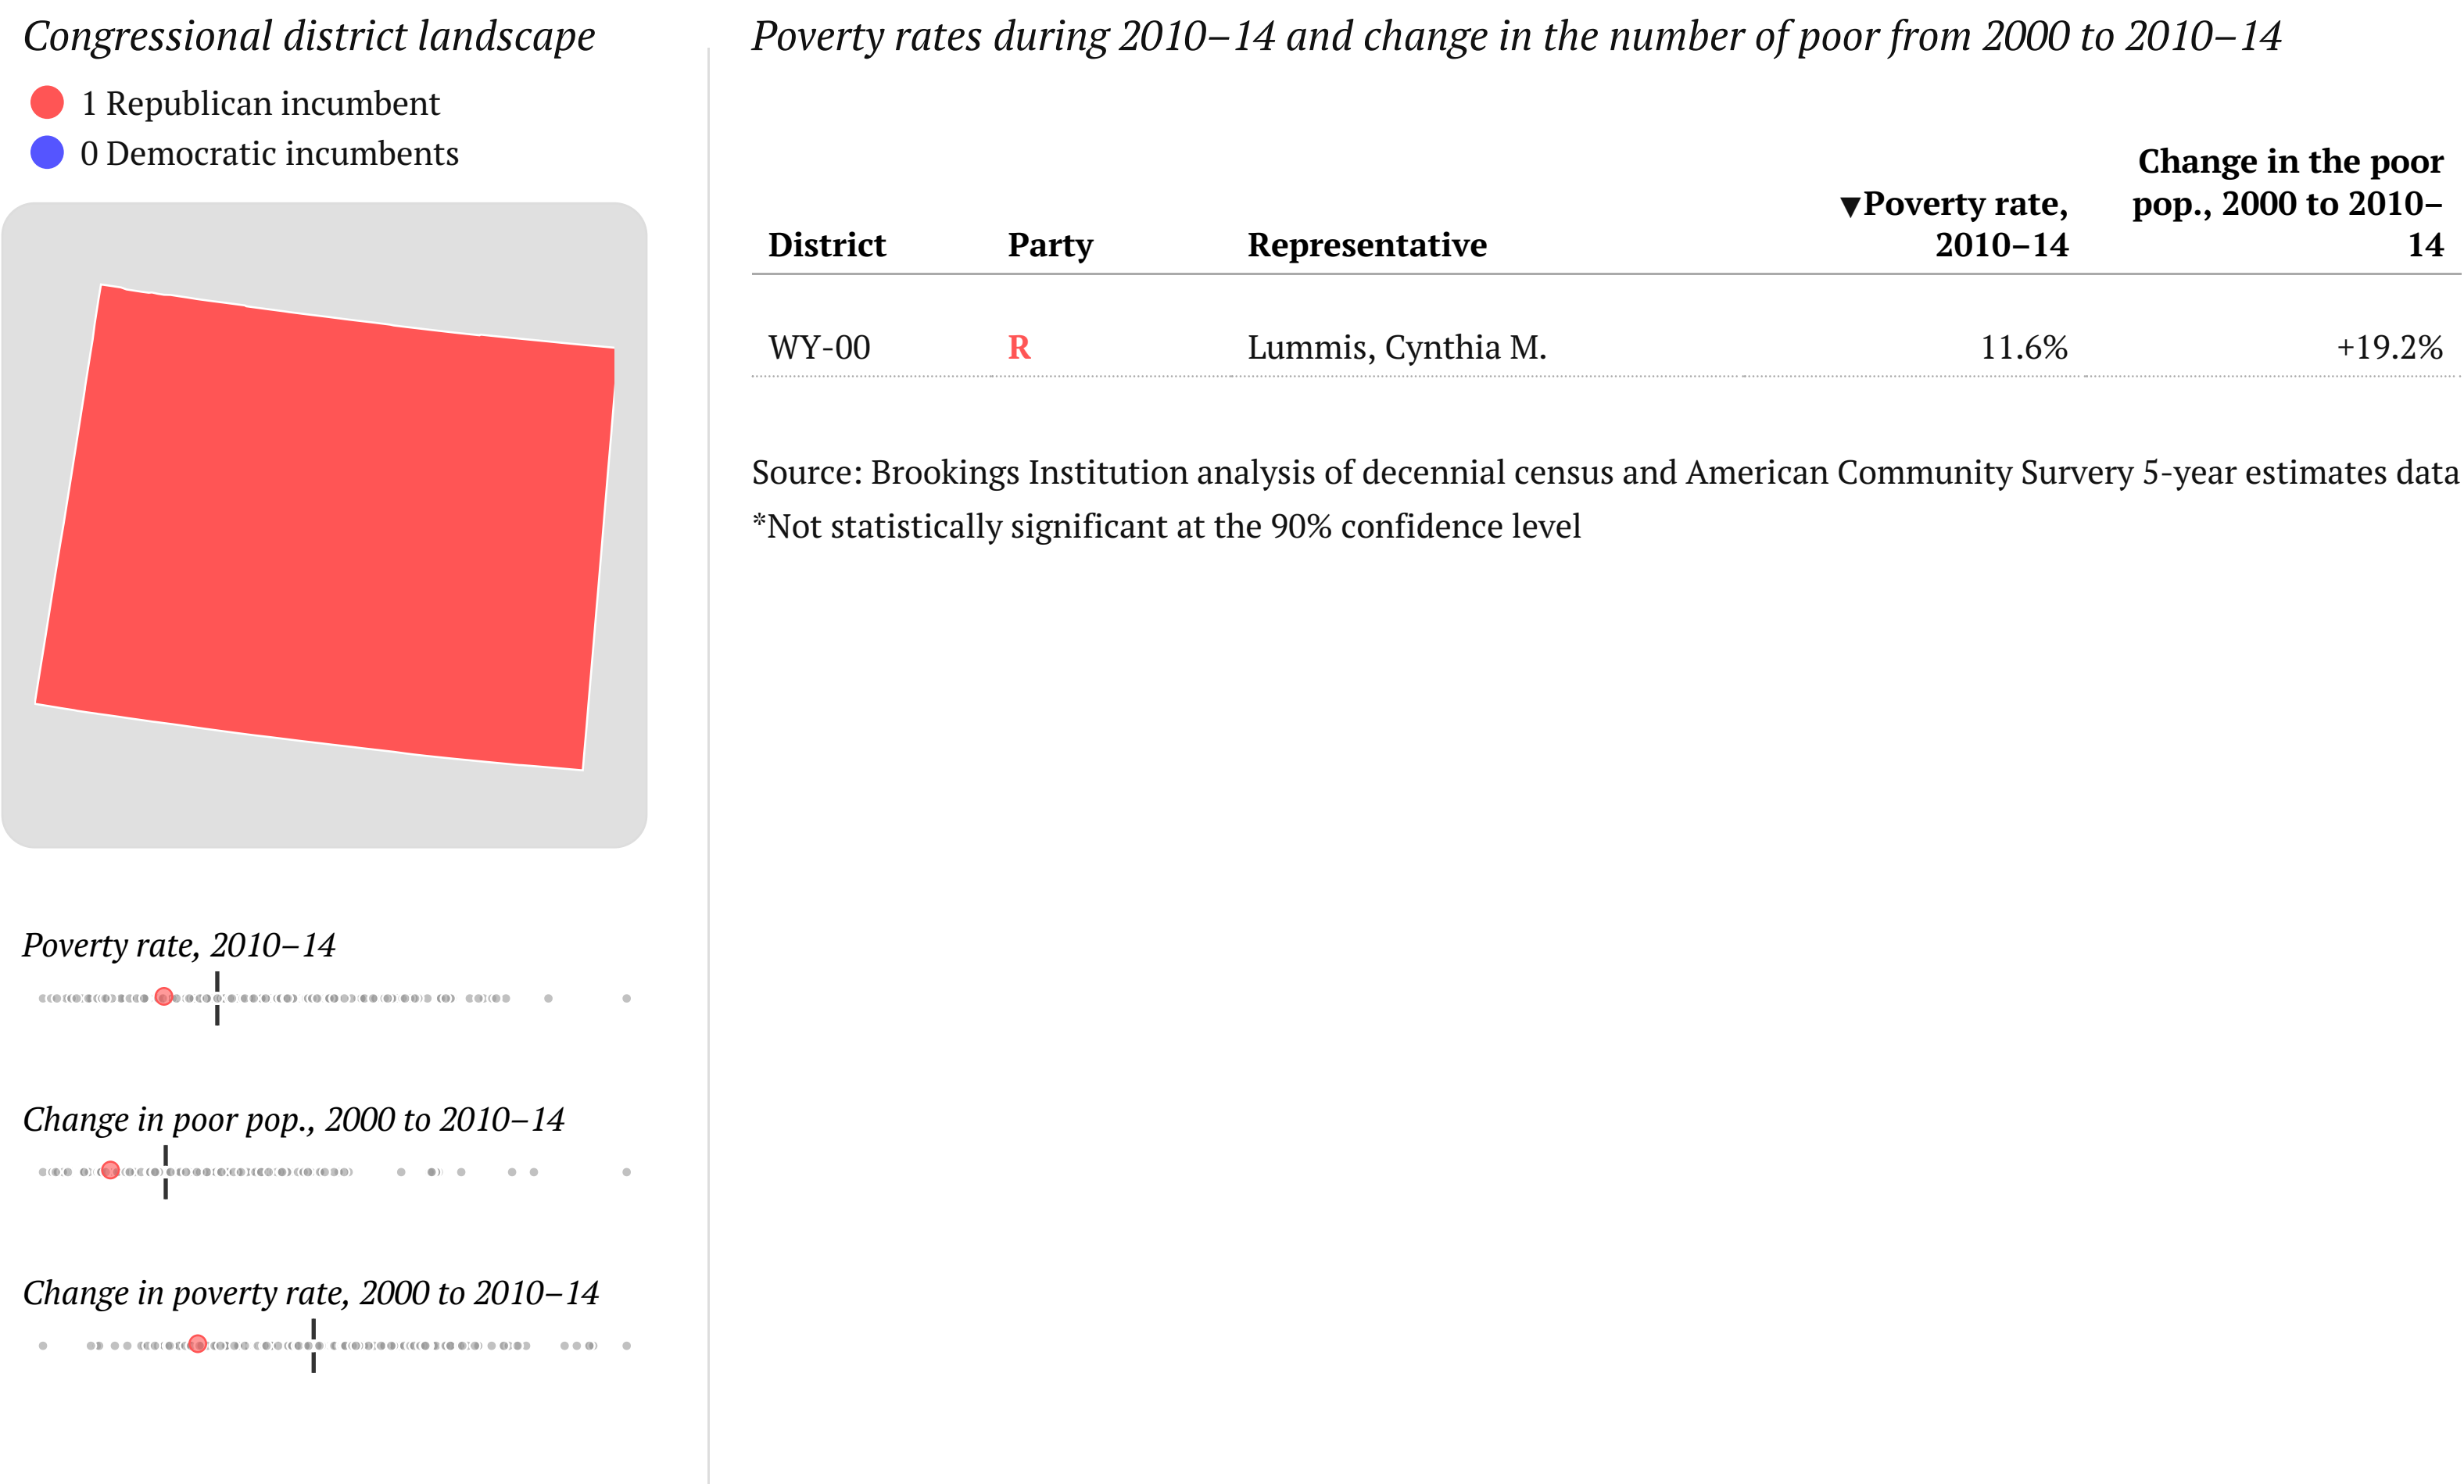 Congressional district landscape
1 Republican incumbent
0 Democratic incumbents
Poverty rate, 2010–14
Change in poor pop., 2000 to 2010–14
Change in poverty rate, 2000 to 2010–14
Poverty rates during 2010–14 and change in the number of poor from 2000 to 2010–14
District Party Representative ▼Poverty rate, 2010–14 Change in the poor pop., 2000 to 2010–14
WY-00 R Lummis, Cynthia M. 11.6% +19.2%
Source: Brookings Institution analysis of decennial census and American Community Survery 5-year estimates data
*Not statistically significant at the 90% confidence level